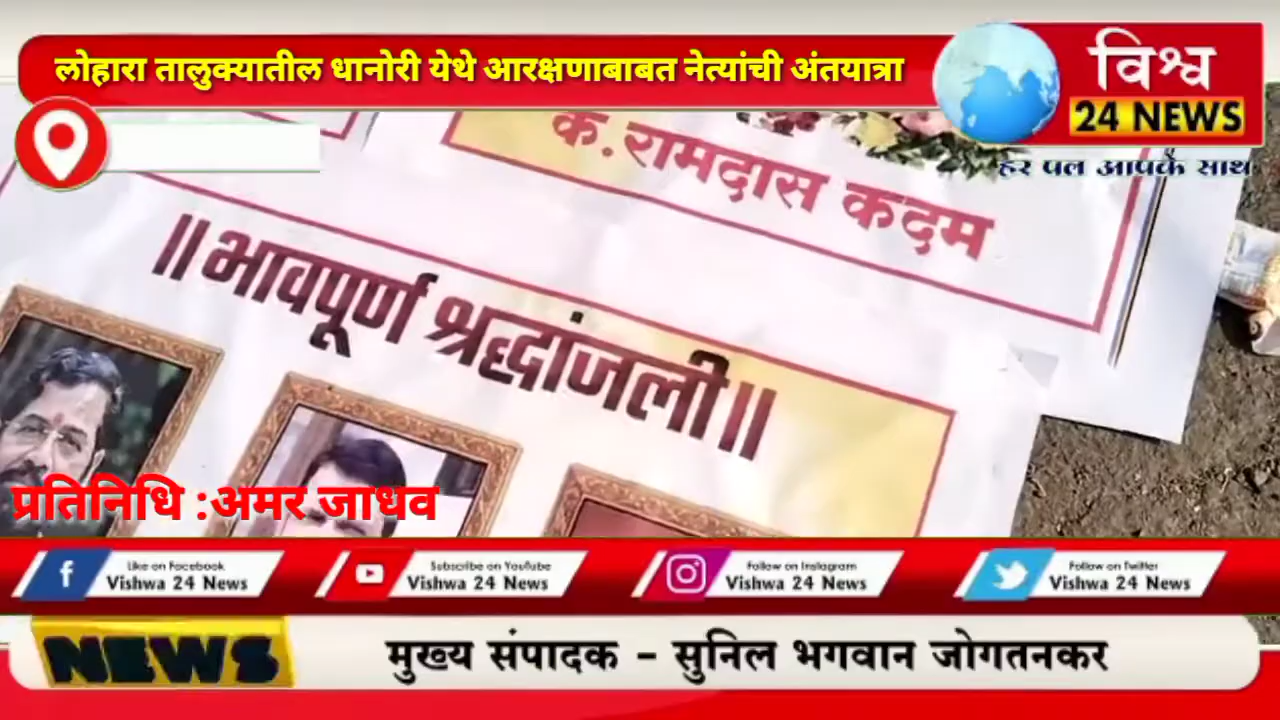 लोहारा तालुक्यातील धानोरी येथे आरक्षणाबाबत नेत्यांची अंतयात्रा
विश्व
24 NEWS
हर पल आपके साथ
कै. रामदास कदम
॥ भावपूर्ण श्रद्धांजली ॥
प्रतिनिधि :अमर जाधव
Like on Facebook
Vishwa 24 News
Subscribe on YouTube
Vishwa 24 News
Follow on Instagram
Vishwa 24 News
Follow on Twitter
Vishwa 24 News
NEWS
मुख्य संपादक - सुनिल भगवान जोगतनकर